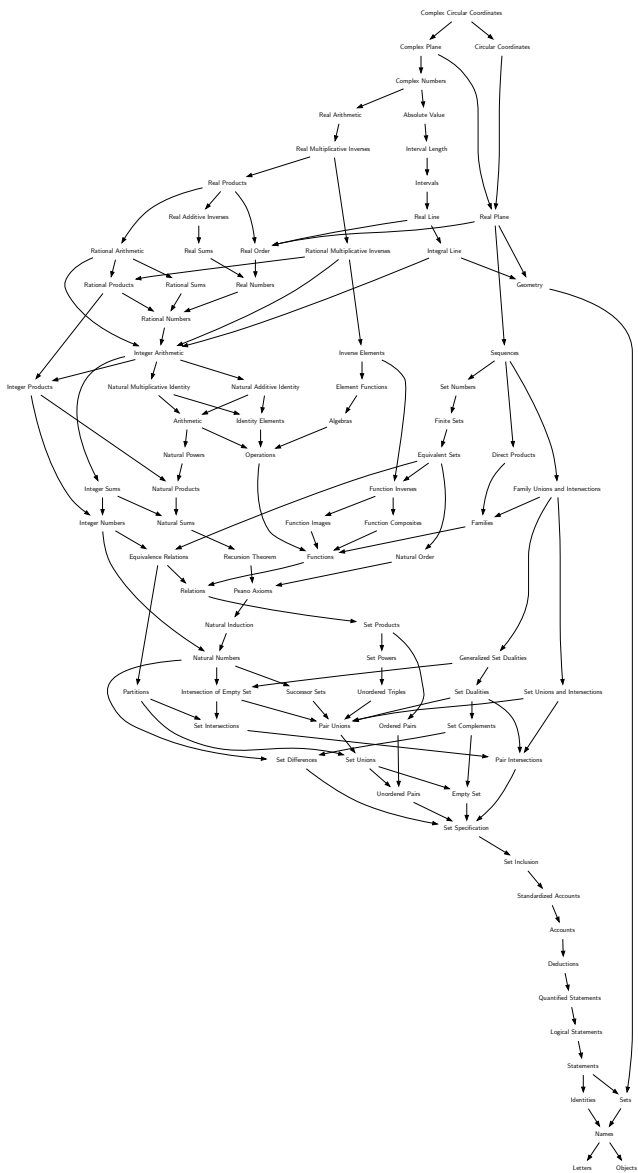 Complex Circular Coordinates
Complex Plane
Circular Coordinates
Complex Numbers
Real Arithmetic
Absolute Value
Real Multiplicative Inverses
Interval Length
Real Products
Intervals
Real Additive Inverses
Real Line
Real Plane
Rational Arithmetic
Real Sums
Real Order
Rational Multiplicative Inverses
Integral Line
Rational Products
Rational Sums
Real Numbers
Geometry
Rational Numbers
Integer Arithmetic
Inverse Elements
Sequences
Integer Products
Natural Multiplicative Identity
Natural Additive Identity
Element Functions
Set Numbers
Arithmetic
Identity Elements
Algebras
Finite Sets
Natural Powers
Operations
Equivalent Sets
Direct Products
Integer Sums
Natural Products
Function Inverses
Family Unions and Intersections
Integer Numbers
Natural Sums
Function Images
Function Composites
Families
Equivalence Relations
Recursion Theorem
Functions
Natural Order
Relations
Peano Axioms
Natural Induction
Set Products
Natural Numbers
Set Powers
Generalized Set Dualities
Partitions
Intersection of Empty Set
Successor Sets
Unordered Triples
Set Dualities
Set Unions and Intersections
Set Intersections
Pair Unions
Ordered Pairs
Set Complements
Set Differences
Set Unions
Pair Intersections
Unordered Pairs
Empty Set
Set Specification
Set Inclusion
Standardized Accounts
Accounts
Deductions
Quantified Statements
Logical Statements
Statements
Identities
Sets
Names
Letters
Objects